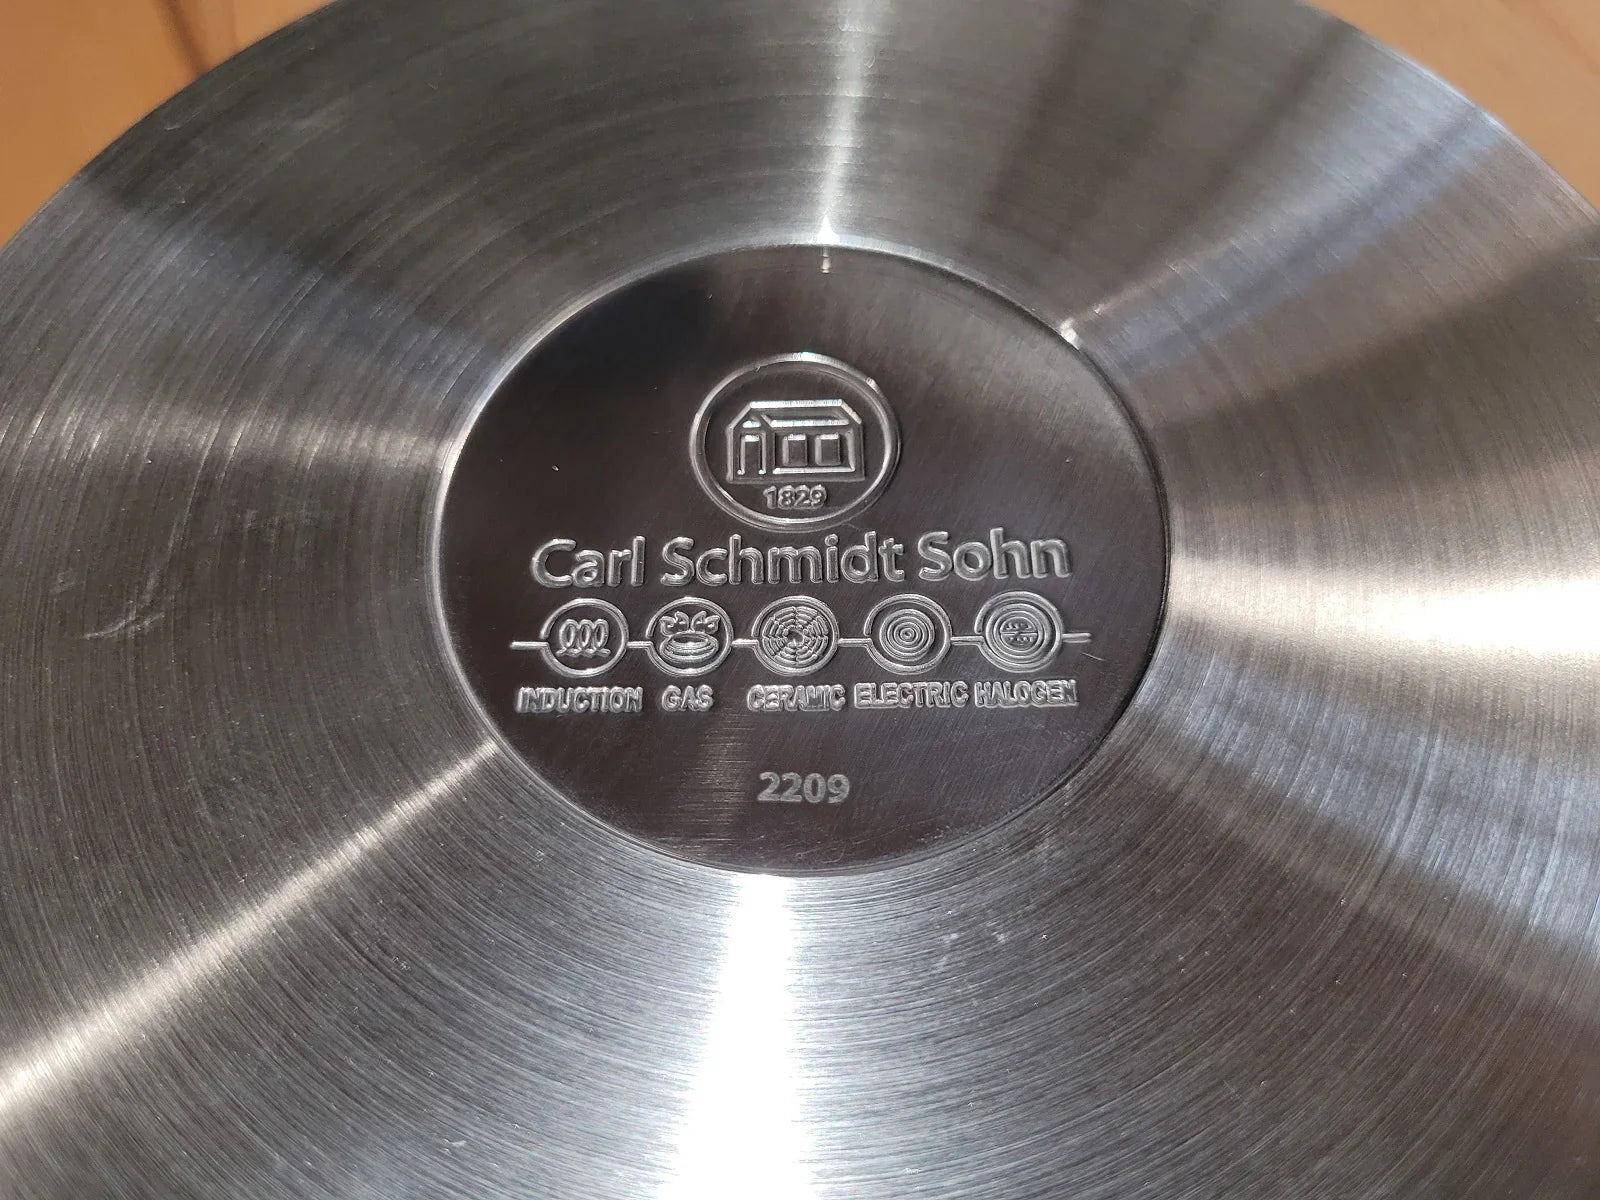 1829
Carl Schmidt Sohn
INDUCTION GAS CERAMIC ELECTRIC HALOGEN
2209